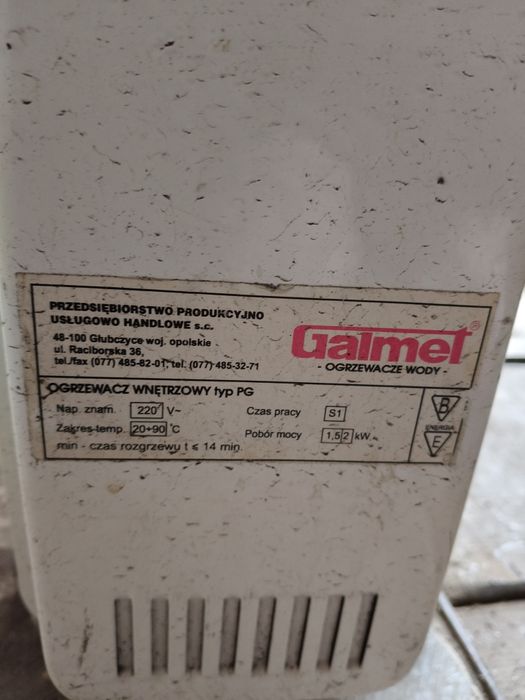 PRZEDSIĘBIORSTWO PRODUKCYJNO
USŁUGOWO HANDLOWE s.c.
48-100 Głubczyce woj. opolskie
ul. Raciborska 36,
tel./fax (077) 485-82-01, tel. (077) 485-32-71
Galmet®
- OGRZEWACZE WODY -
OGRZEWACZ WNĘTRZOWY typ PG
Nap. znam. 220 V~
Czas pracy S1
Zakres temp. 20÷90 °C
Pobór mocy 1,5 2 kW
min - czas rozgrzewu t ≤ 14 min.
B
ENERGIA
E